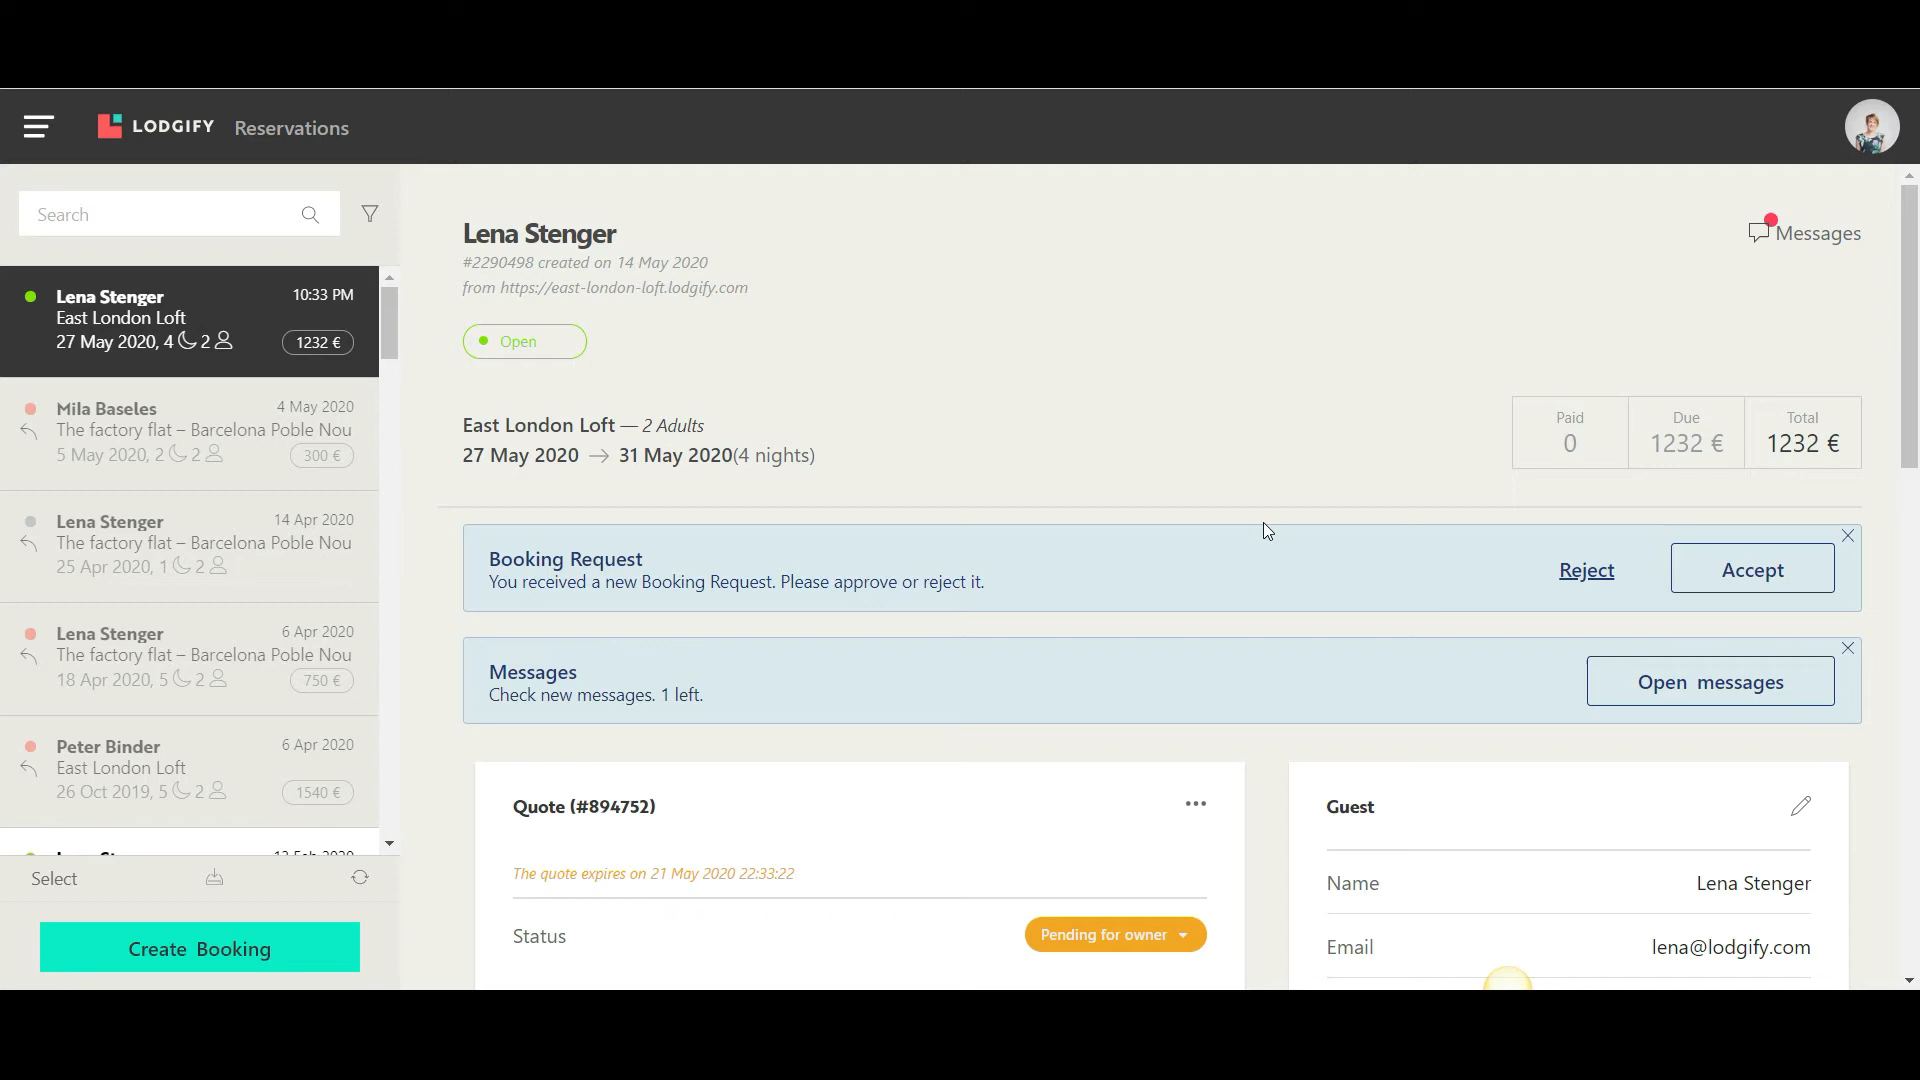 LODGIFY Reservations
Search
Lena Stenger 10:33 PM
East London Loft
27 May 2020, 4 2 1232 €
Mila Baseles 4 May 2020
The factory flat – Barcelona Poble Nou
5 May 2020, 2 2 300 €
Lena Stenger 14 Apr 2020
The factory flat – Barcelona Poble Nou
25 Apr 2020, 1 2
Lena Stenger 6 Apr 2020
The factory flat – Barcelona Poble Nou
18 Apr 2020, 5 2 750 €
Peter Binder 6 Apr 2020
East London Loft
26 Oct 2019, 5 2 1540 €
Select
Create Booking
Lena Stenger
#2290498 created on 14 May 2020
from https://east-london-loft.lodgify.com
Messages
Open
East London Loft — 2 Adults
27 May 2020 → 31 May 2020(4 nights)
Paid Due Total
0 1232 € 1232 €
Booking Request
You received a new Booking Request. Please approve or reject it.
Reject Accept
Messages
Check new messages. 1 left.
Open messages
Quote (#894752)
The quote expires on 21 May 2020 22:33:22
Status Pending for owner
Guest
Name Lena Stenger
Email lena@lodgify.com